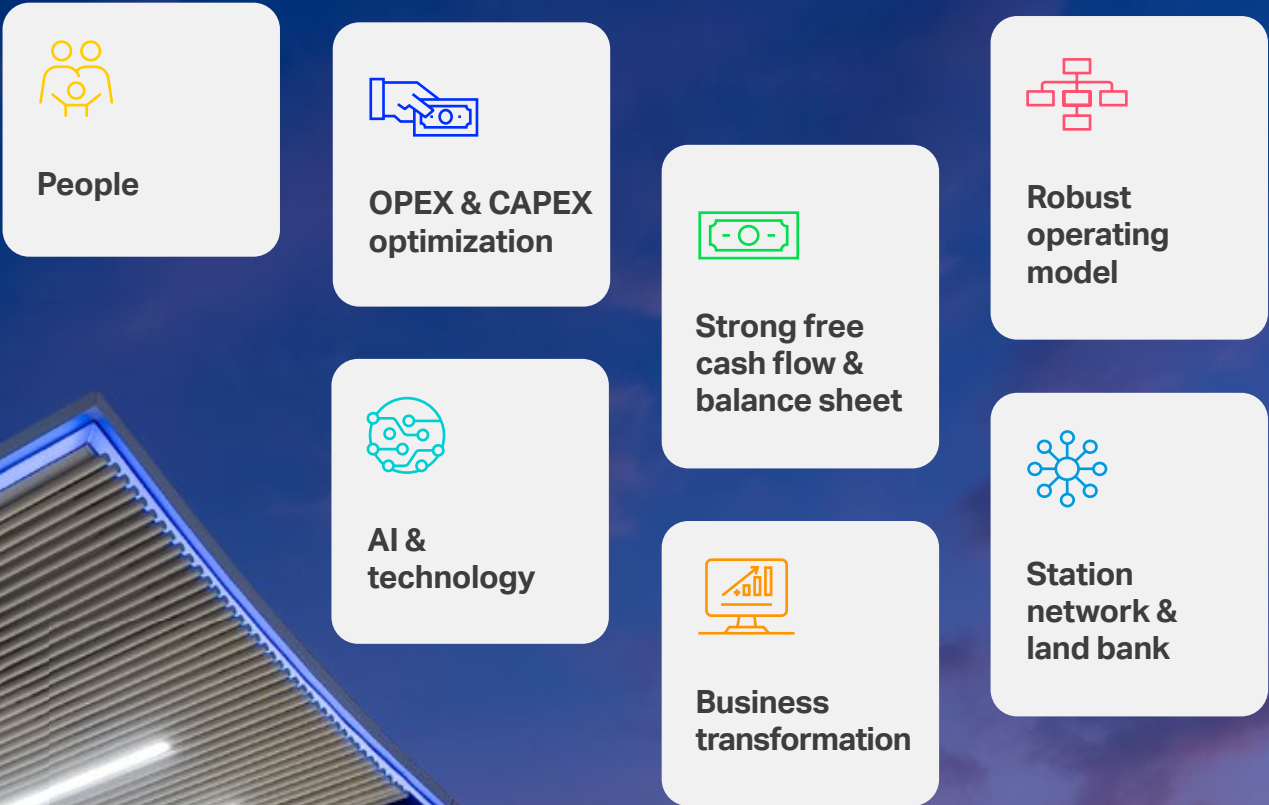 People
OPEX & CAPEX
optimization
AI &
technology
Strong free
cash flow &
balance sheet
Business
transformation
Robust
operating
model
Station
network &
land bank